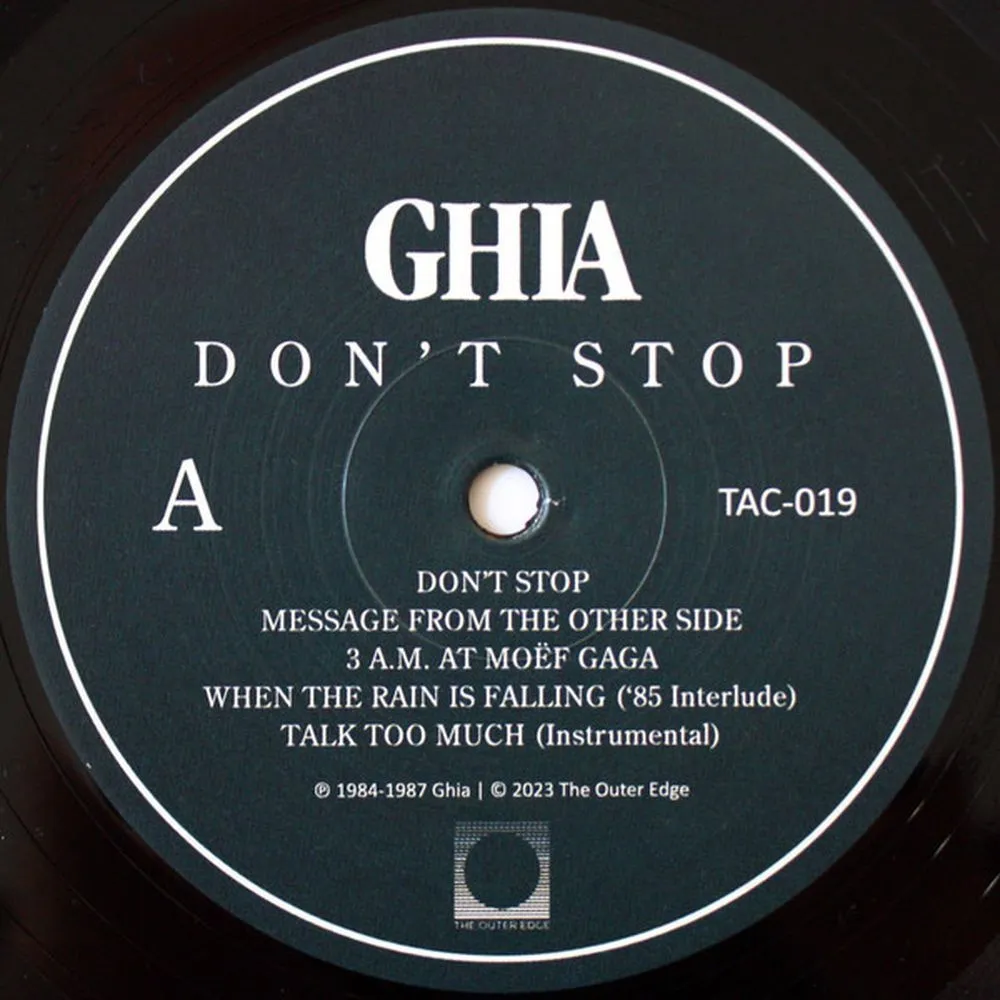 GHIA
DON'T STOP
A
TAC-019
DON'T STOP
MESSAGE FROM THE OTHER SIDE
3 A.M. AT MOËF GAGA
WHEN THE RAIN IS FALLING (‘85 Interlude)
TALK TOO MUCH (Instrumental)
℗ 1984-1987 Ghia | © 2023 The Outer Edge
THE OUTER EDGE